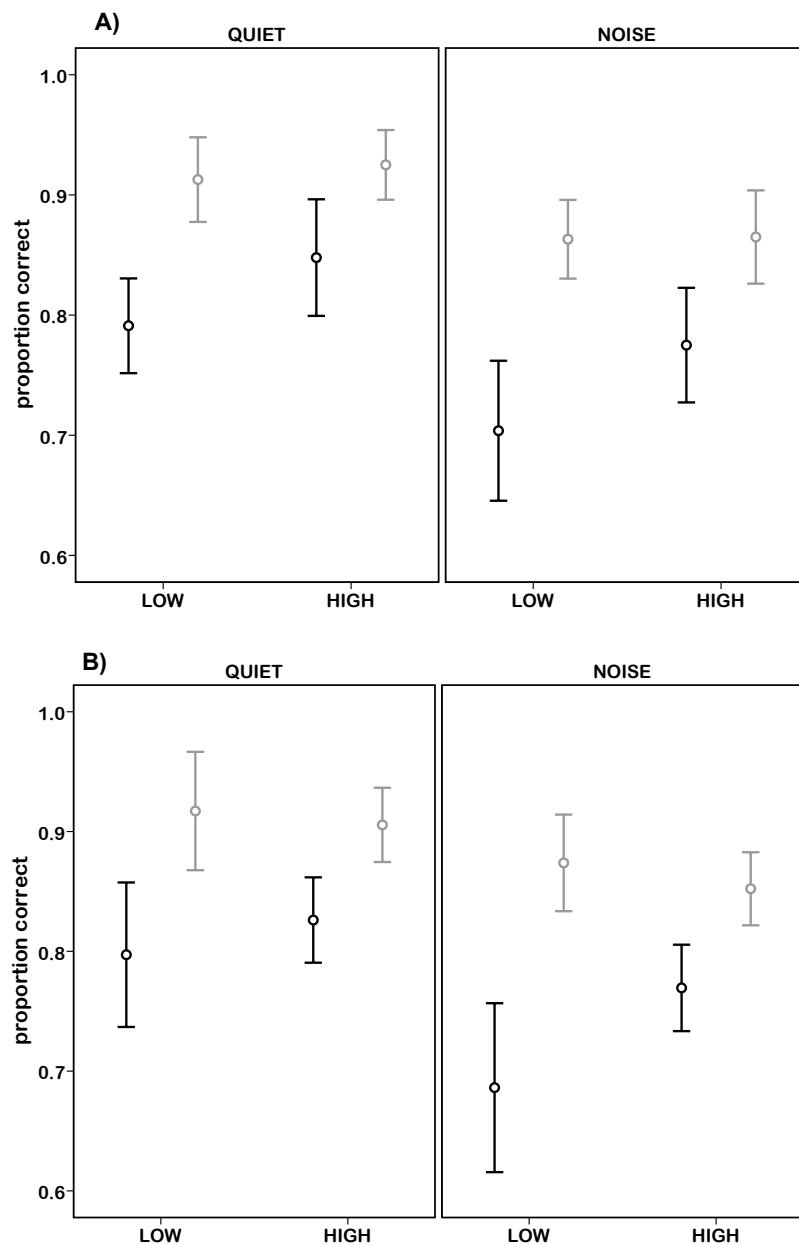 A)
QUIET NOISE
1.0
0.9
0.8
0.7
0.6
proportion correct
LOW HIGH LOW HIGH
B)
QUIET NOISE
1.0
0.9
0.8
0.7
0.6
proportion correct
LOW HIGH LOW HIGH